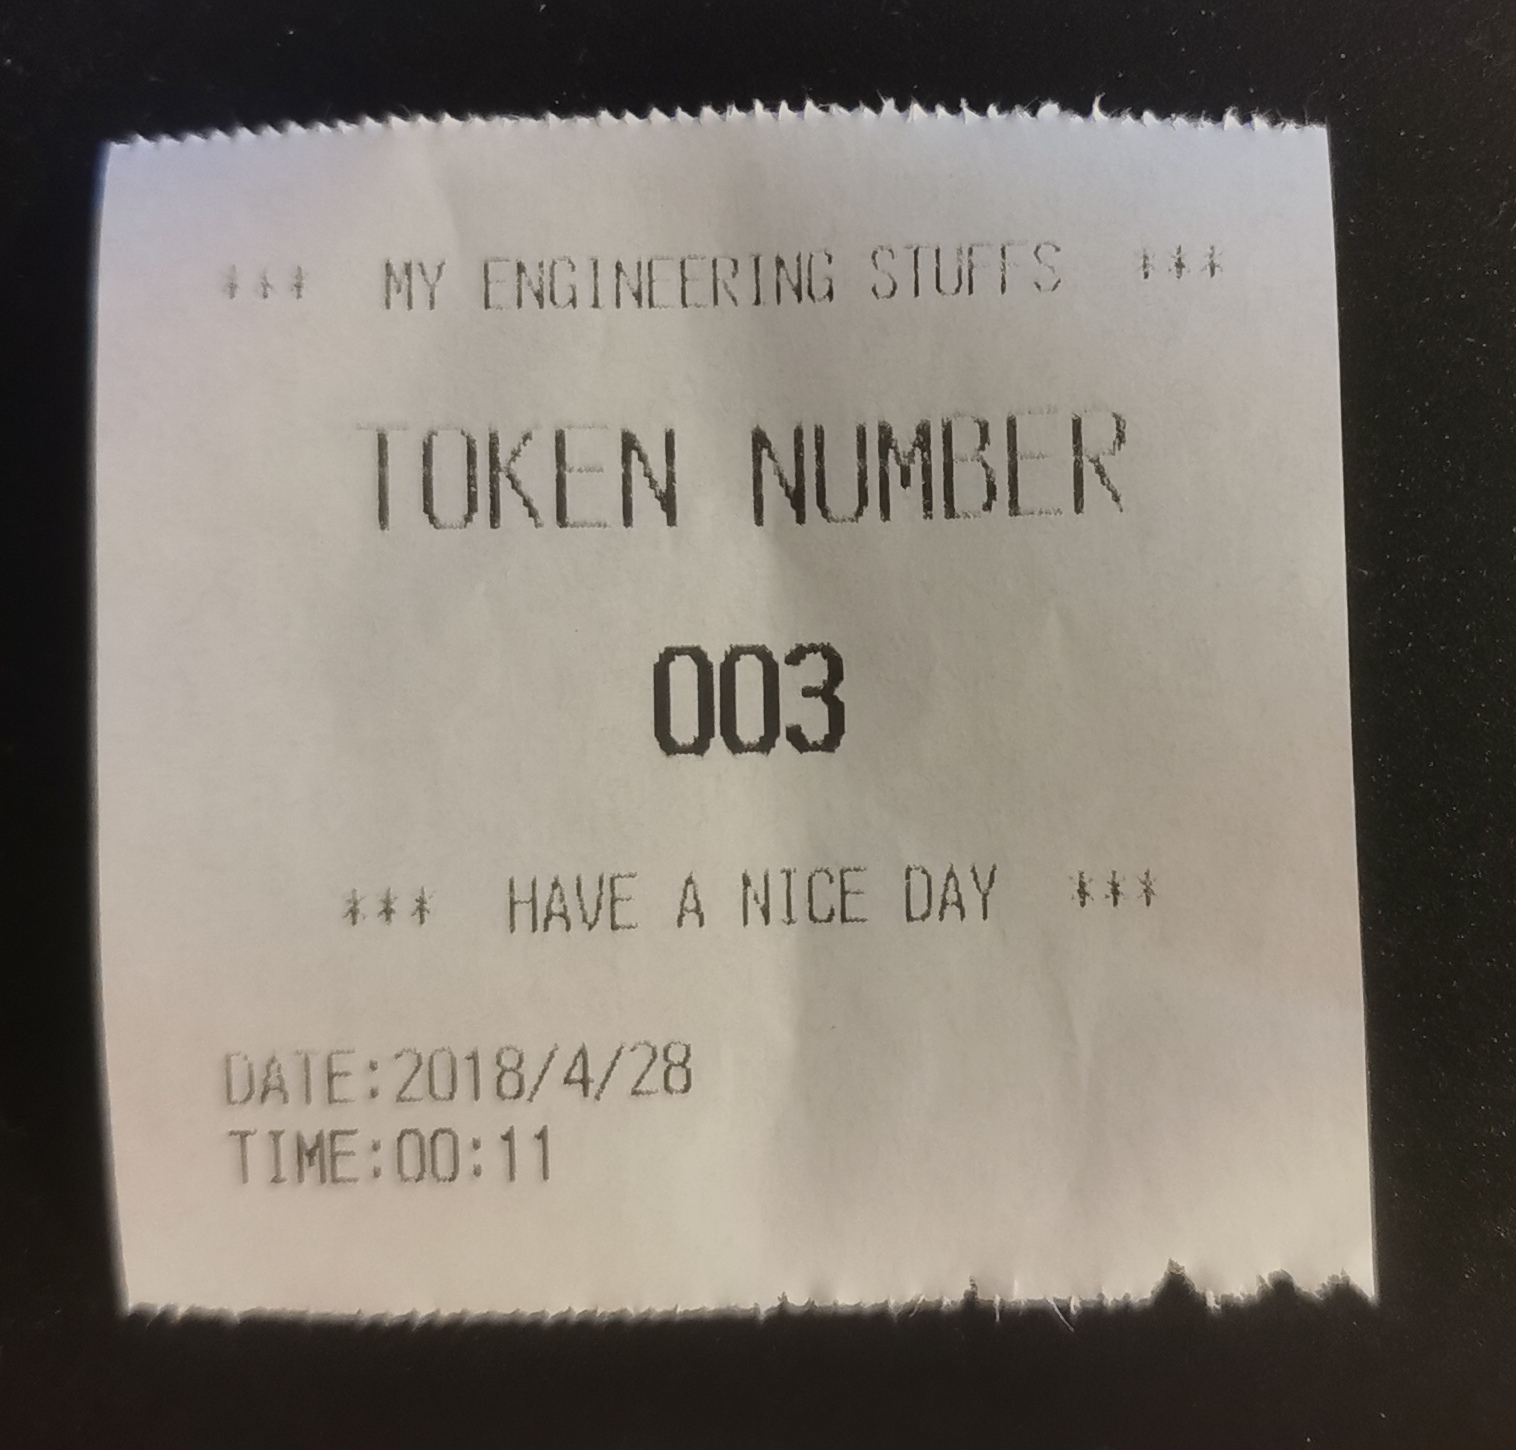 *** MY ENGINEERING STUFFS ***
TOKEN NUMBER
003
*** HAVE A NICE DAY ***
DATE:2018/4/28
TIME:00:11